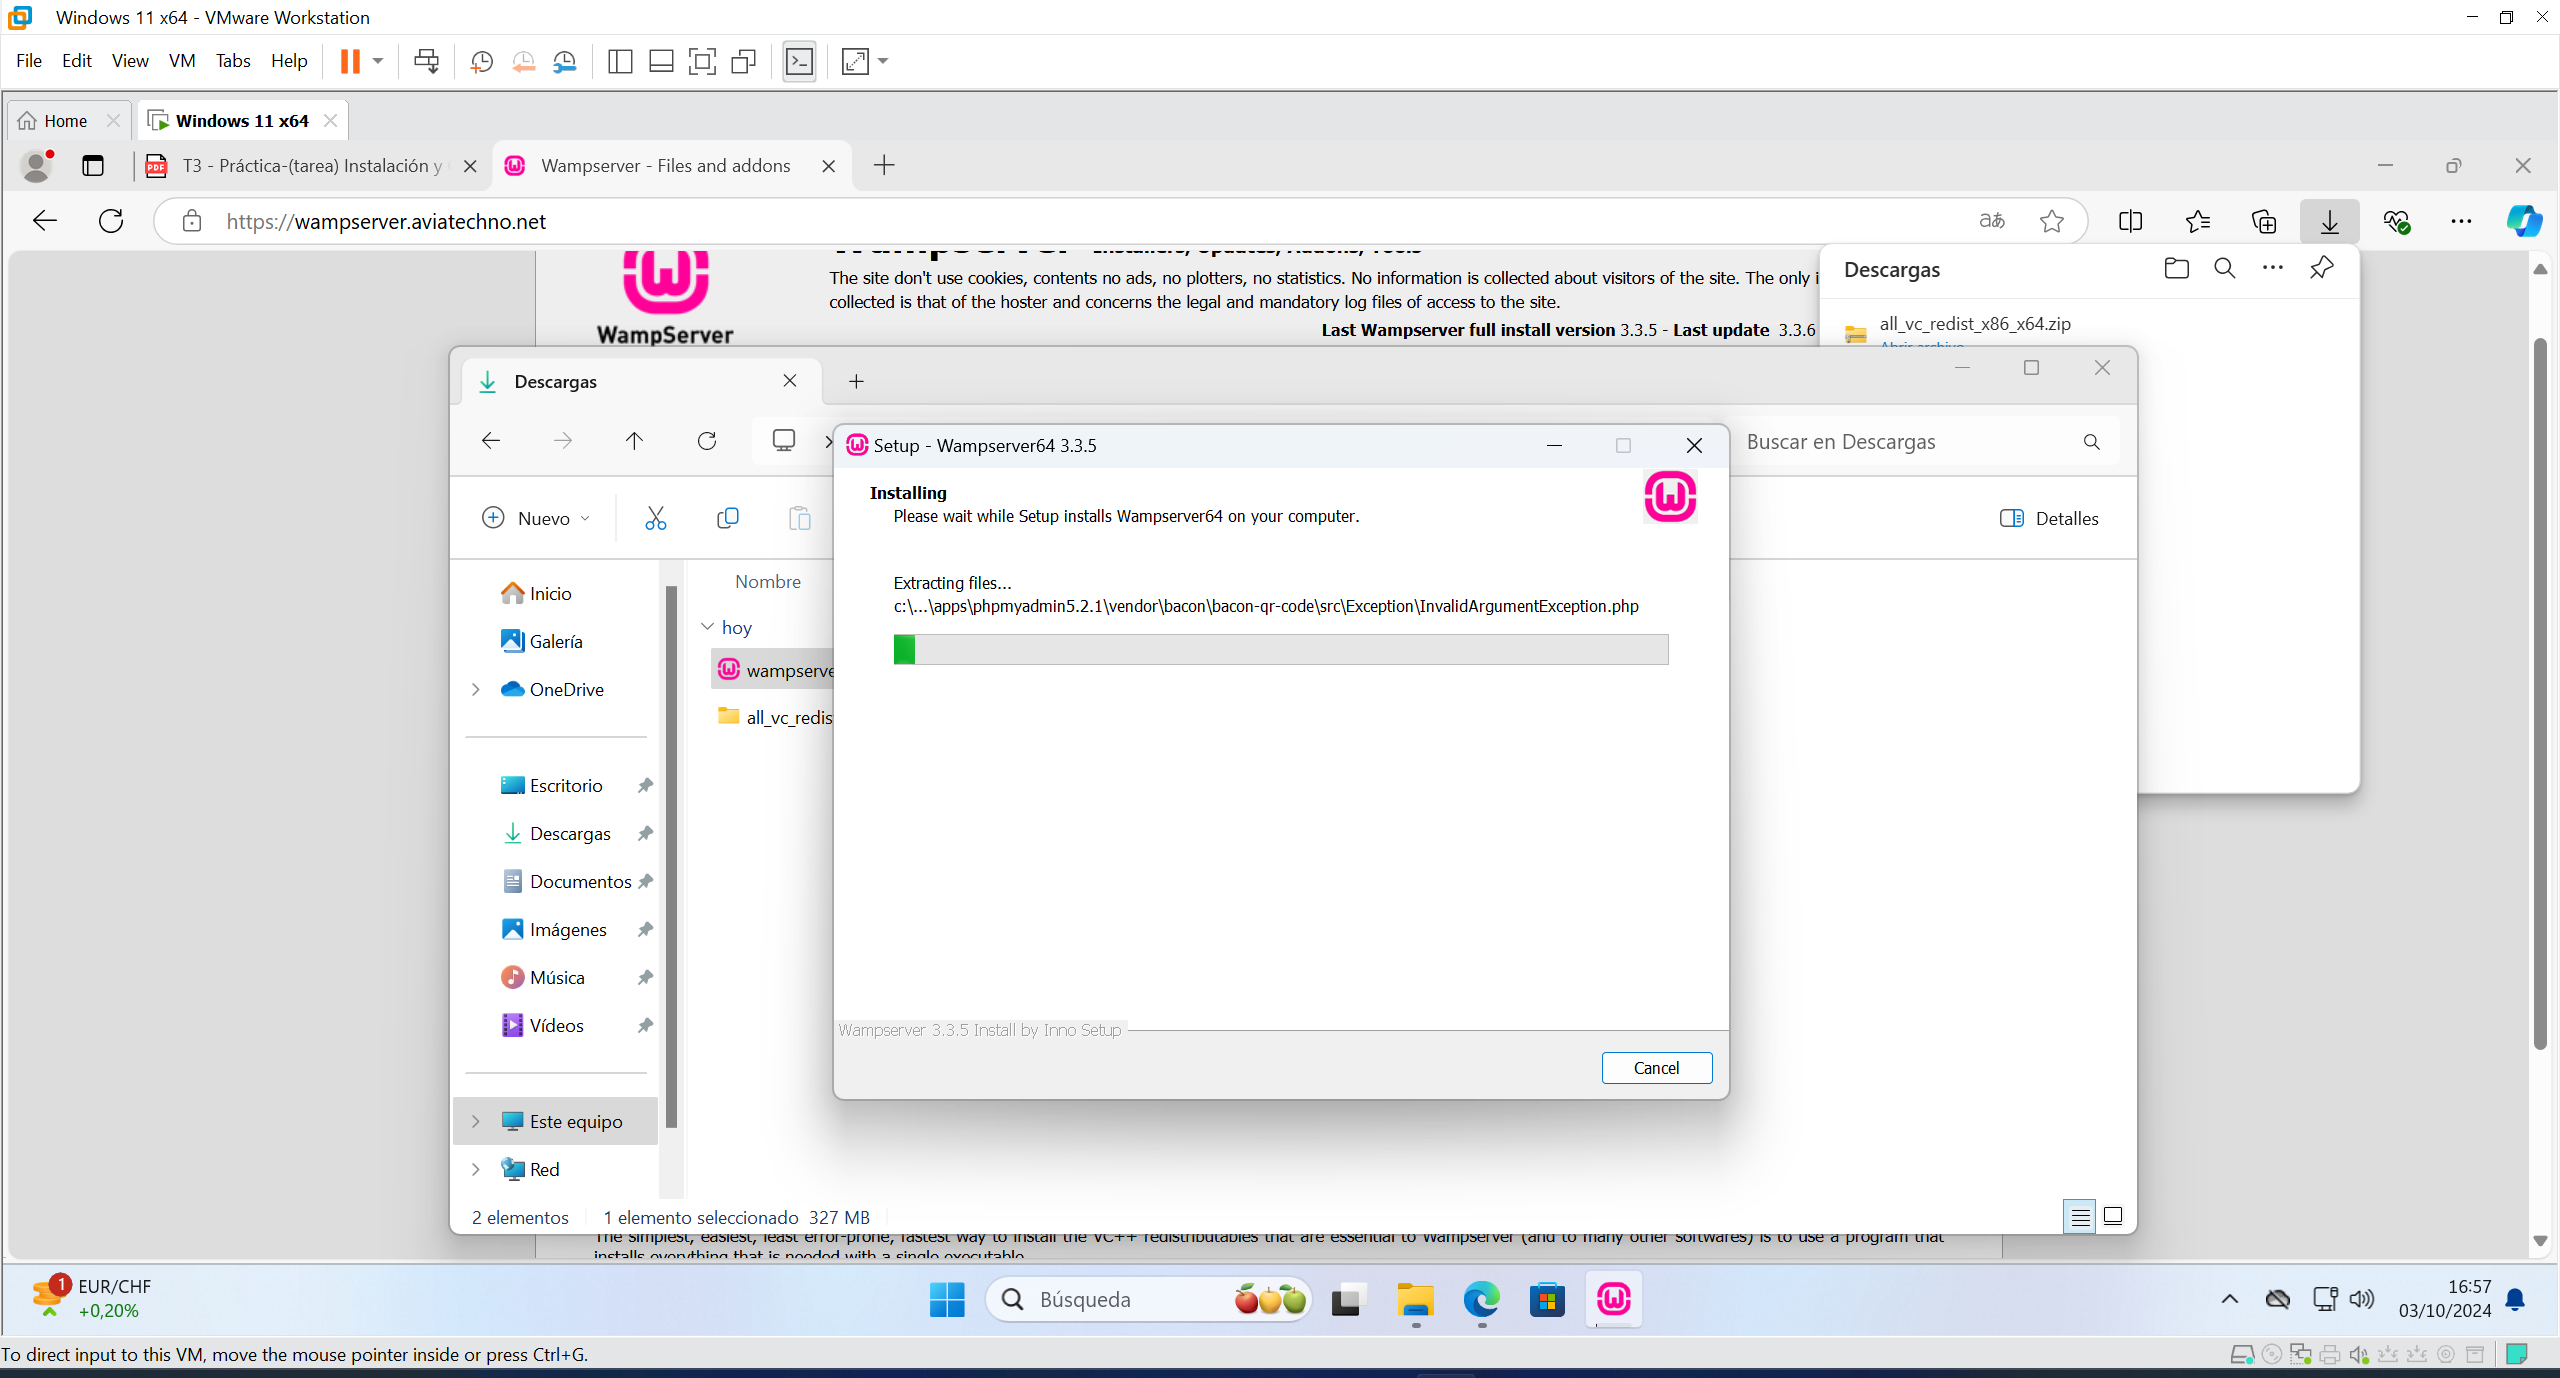 Windows 11 x64 - VMware Workstation
File Edit View VM Tabs Help
Home Windows 11 x64
T3 - Práctica-(tarea) Instalación y Wampserver - Files and addons
https://wampserver.aviatechno.net aあ
The site don't use cookies, contents no ads, no plotters, no statistics. No information is collected about visitors of the site. The only i
collected is that of the hoster and concerns the legal and mandatory log files of access to the site.
WampServer
Last Wampserver full install version 3.3.5 - Last update 3.3.6
Descargas
all_vc_redist_x86_x64.zip
Abrir archivo
Descargas
Buscar en Descargas
Nuevo
Detalles
Inicio
Galería
OneDrive
Escritorio
Descargas
Documentos
Imágenes
Música
Vídeos
Este equipo
Red
Nombre
hoy
wampserve
all_vc_redis
2 elementos 1 elemento seleccionado 327 MB
Setup - Wampserver64 3.3.5
Installing
Please wait while Setup installs Wampserver64 on your computer.
Extracting files...
c:\...\apps\phpmyadmin5.2.1\vendor\bacon\bacon-qr-code\src\Exception\InvalidArgumentException.php
Wampserver 3.3.5 Install by Inno Setup
Cancel
The simplest, easiest, least error-prone, fastest way to install the VC++ redistributables that are essential to Wampserver (and to many other softwares) is to use a program that
installs everything that is needed with a single executable
1 EUR/CHF
+0,20%
Búsqueda
16:57
03/10/2024
To direct input to this VM, move the mouse pointer inside or press Ctrl+G.